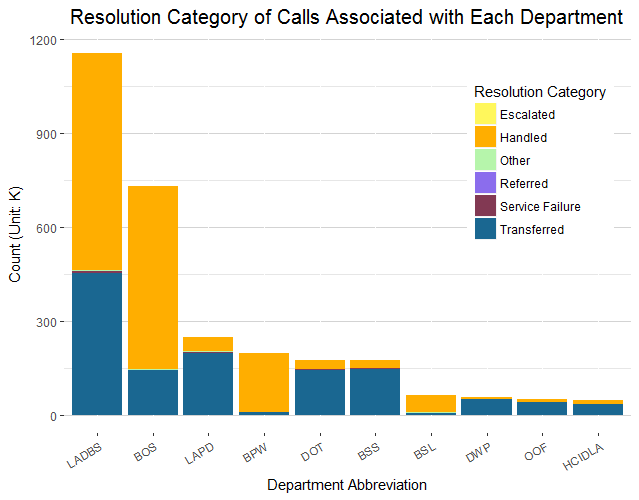 Resolution Category of Calls Associated with Each Department
1200
900
600
300
0
Count (Unit: K)
Resolution Category
Escalated
Handled
Other
Referred
Service Failure
Transferred
LADBS
BOS
LAPD
BPW
DOT
BSS
BSL
DWP
OOF
HCIDLA
Department Abbreviation